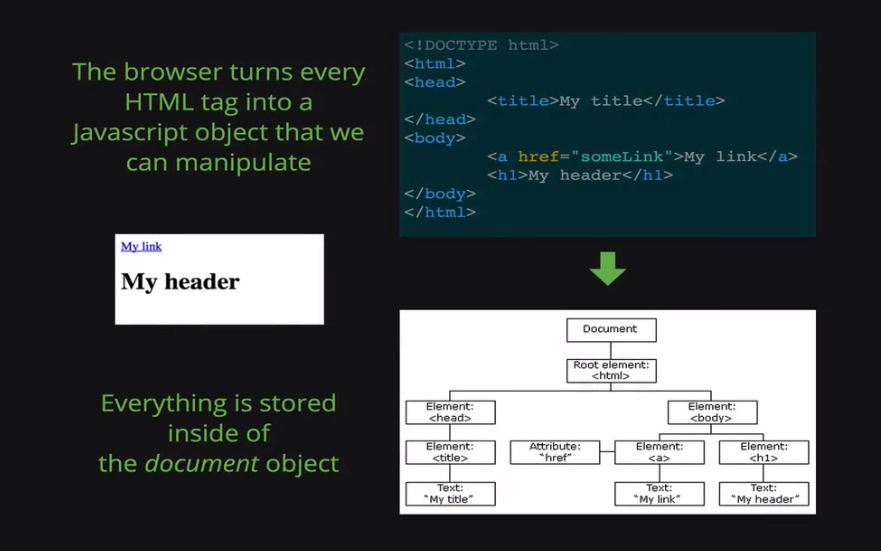 The browser turns every
HTML tag into a
Javascript object that we
can manipulate
<!DOCTYPE html>
<html>
<head>
<title>My title</title>
</head>
<body>
<a href="someLink">My link</a>
<h1>My header</h1>
</body>
</html>
My link
My header
Everything is stored
inside of
the document object
Document
Root element:
<html>
Element:
<head>
Element:
<body>
Element:
<title>
Attribute:
“href”
Element:
<a>
Element:
<h1>
Text:
“My title”
Text:
“My link”
Text:
“My header”